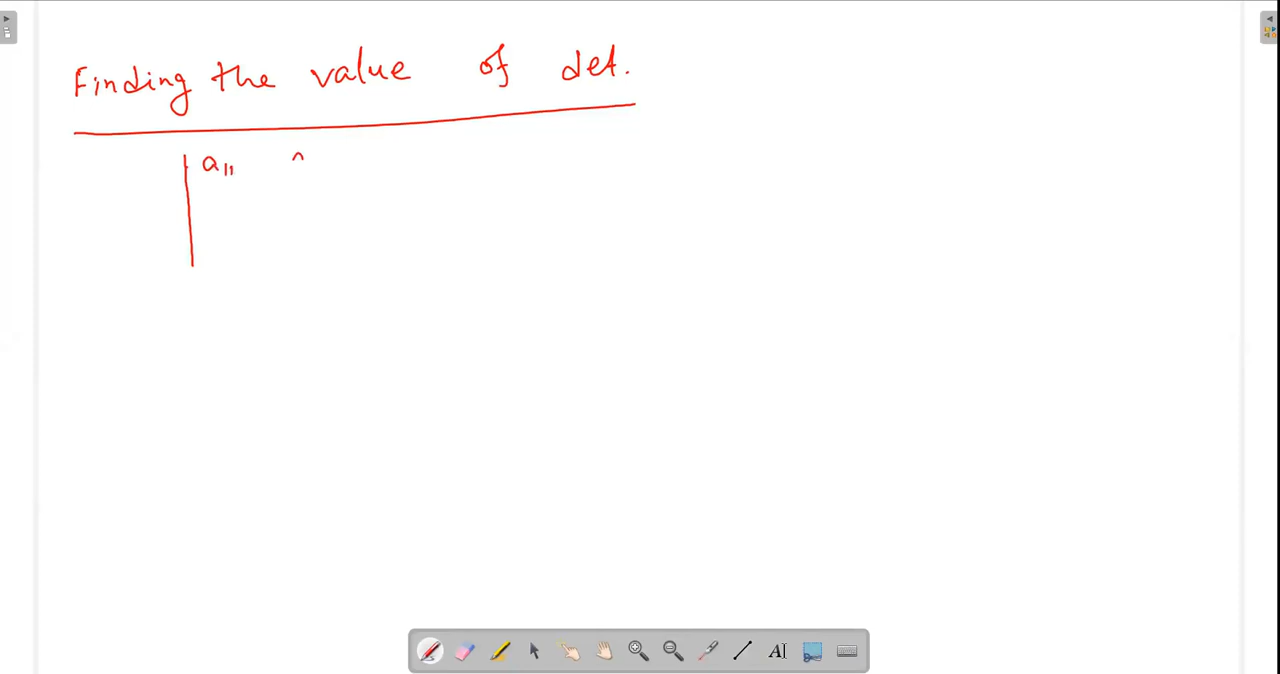 Finding the value of det.
a₁₁